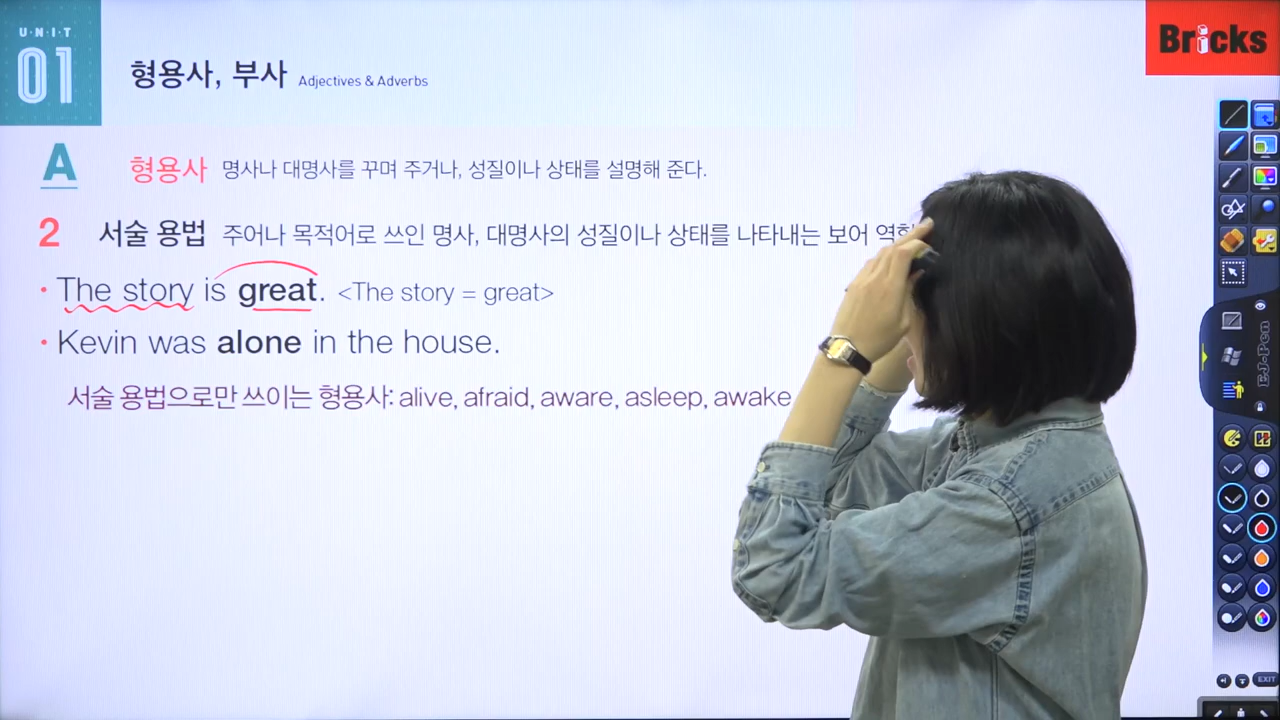 UNIT
01
형용사, 부사 Adjectives & Adverbs
Bricks
A 형용사 명사나 대명사를 꾸며 주거나, 성질이나 상태를 설명해 준다.
2 서술 용법 주어나 목적어로 쓰인 명사, 대명사의 성질이나 상태를 나타내는 보어
• The story is great. <The story = great>
• Kevin was alone in the house.
서술 용법으로만 쓰이는 형용사: alive, afraid, aware, asleep, awake
EJ-Pen
EXIT